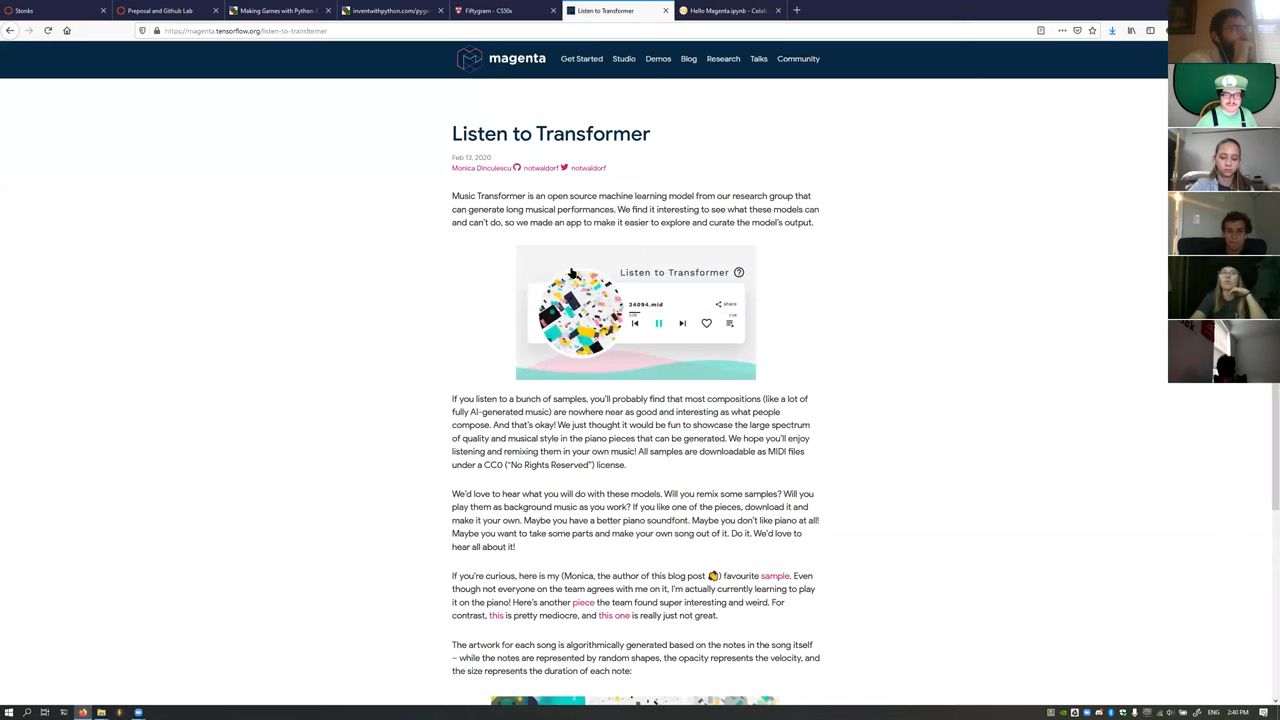 Stonks
Preposal and Github Lab
Making Games with Python &
inventwithpython.com/pyg
Fiftygram - CS50x
Listen to Transformer
Hello Magenta.ipynb - Colab
https://magenta.tensorflow.org/listen-to-transformer
magenta
Get Started
Studio
Demos
Blog
Research
Talks
Community
Listen to Transformer
Feb 13, 2020
Monica Dinculescu notwaldorf notwaldorf
Music Transformer is an open source machine learning model from our research group that
can generate long musical performances. We find it interesting to see what these models can
and can't do, so we made an app to make it easier to explore and curate the model's output.
Listen to Transformer ?
24094.mid
share
If you listen to a bunch of samples, you'll probably find that most compositions (like a lot of
fully AI-generated music) are nowhere near as good and interesting as what people
compose. And that's okay! We just thought it would be fun to showcase the large spectrum
of quality and musical style in the piano pieces that can be generated. We hope you'll enjoy
listening and remixing them in your own music! All samples are downloadable as MIDI files
under a CC0 ("No Rights Reserved") license.
We'd love to hear what you will do with these models. Will you remix some samples? Will you
play them as background music as you work? If you like one of the pieces, download it and
make it your own. Maybe you have a better piano soundfont. Maybe you don't like piano at all!
Maybe you want to take some parts and make your own song out of it. Do it. We'd love to
hear all about it!
If you're curious, here is my (Monica, the author of this blog post) favourite sample. Even
though not everyone on the team agrees with me on it, I'm actually currently learning to play
it on the piano! Here's another piece the team found super interesting and weird. For
contrast, this is pretty mediocre, and this one is really just not great.
The artwork for each song is algorithmically generated based on the notes in the song itself
– while the notes are represented by random shapes, the opacity represents the velocity, and
the size represents the duration of each note:
ENG
2:40 PM